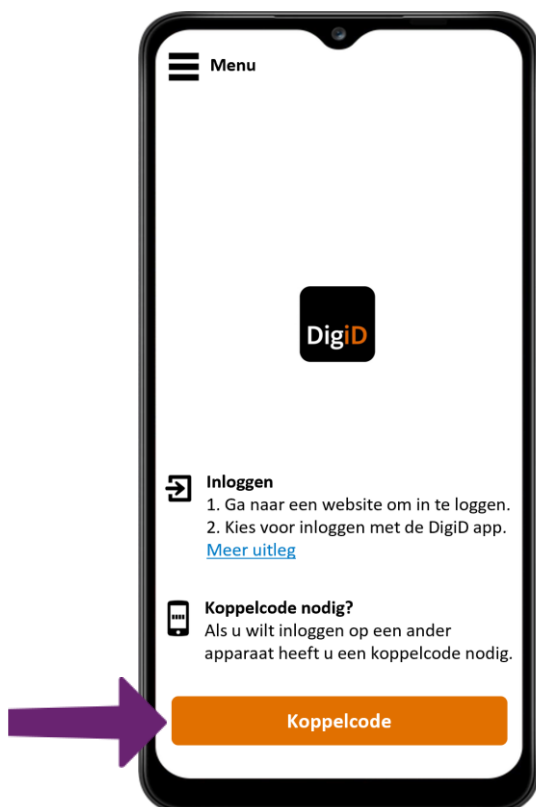 Menu
DigiD
Inloggen
1. Ga naar een website om in te loggen.
2. Kies voor inloggen met de DigiD app.
Meer uitleg
Koppelcode nodig?
Als u wilt inloggen op een ander
apparaat heeft u een koppelcode nodig.
Koppelcode